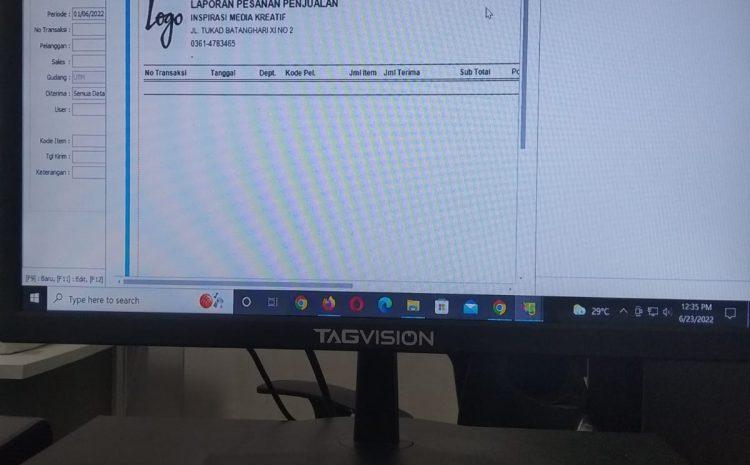 LAPORAN PESANAN PENJUALAN
Logo
INSPIRASI MEDIA KREATIF
JL. TUKAD BATANGHARI XI NO 2
0361-4783465
Periode : 01/06/2022
No Transaksi :
Pelanggan :
Sales :
Gudang : UTM
Diterima : Semua Data
User :
Kode Item :
Tgl Kirim :
Keterangan :
No Transaksi Tanggal Dept. Kode Pel. Jml Item Jml Terima Sub Total
[F9] : Baru, [F11] : Edit, [F12]
Type here to search
29°C
12:35 PM
6/23/2022
TAGVISION